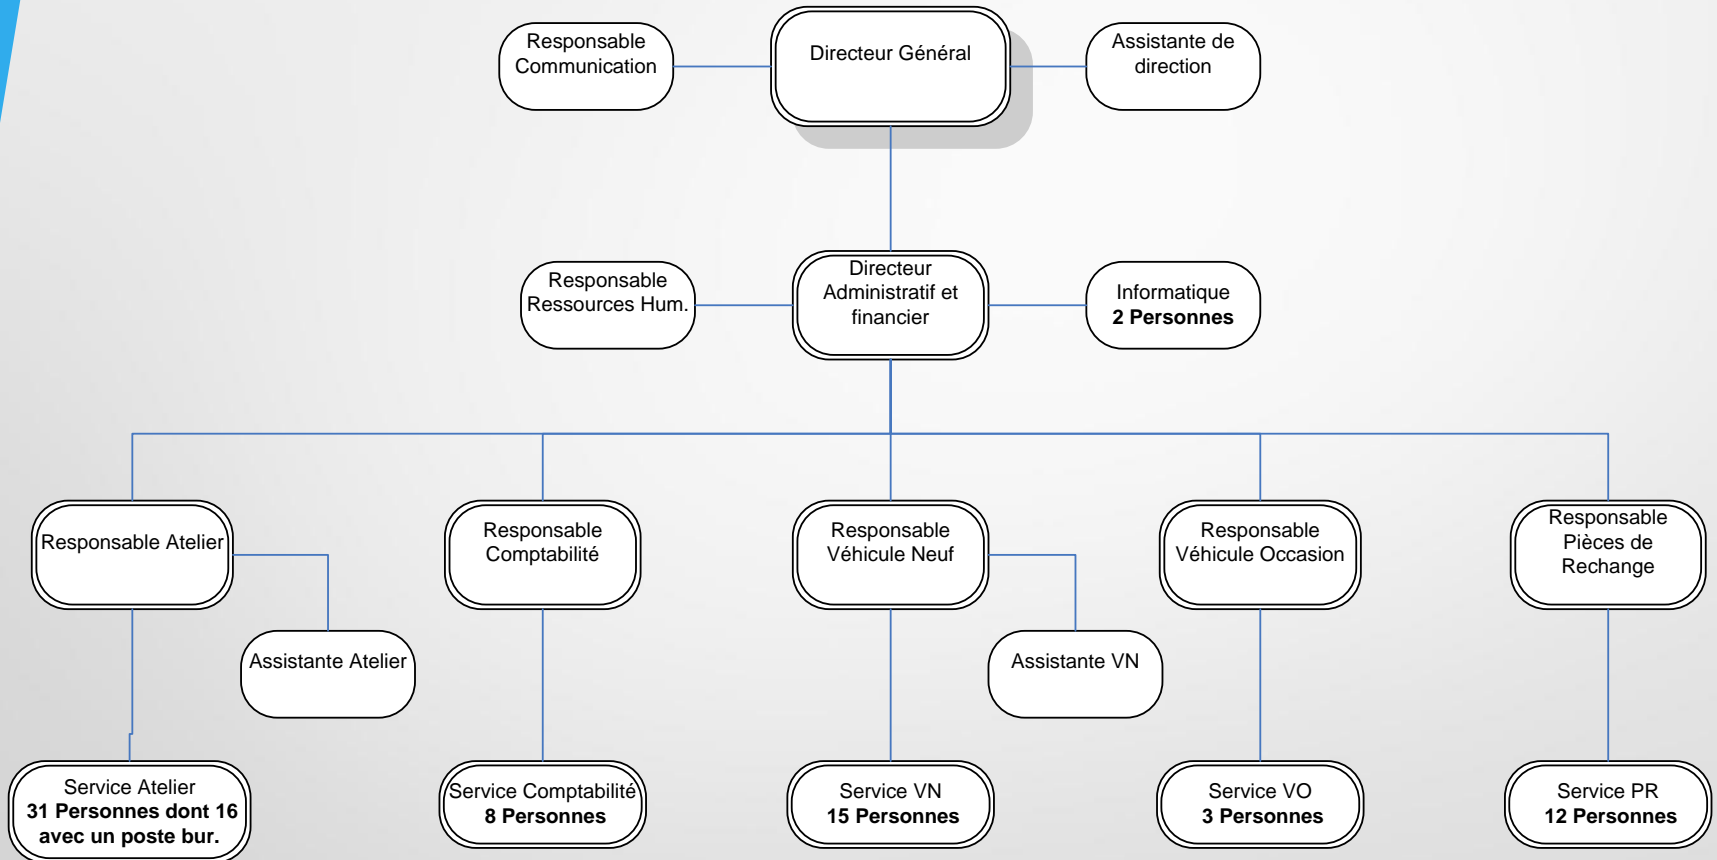 Responsable
Communication
Directeur Général
Assistante de
direction
Responsable
Ressources Hum.
Directeur
Administratif et
financier
Informatique
2 Personnes
Responsable Atelier
Responsable
Comptabilité
Responsable
Véhicule Neuf
Responsable
Véhicule Occasion
Responsable
Pièces de
Rechange
Assistante Atelier
Assistante VN
Service Atelier
31 Personnes dont 16
avec un poste bur.
Service Comptabilité
8 Personnes
Service VN
15 Personnes
Service VO
3 Personnes
Service PR
12 Personnes